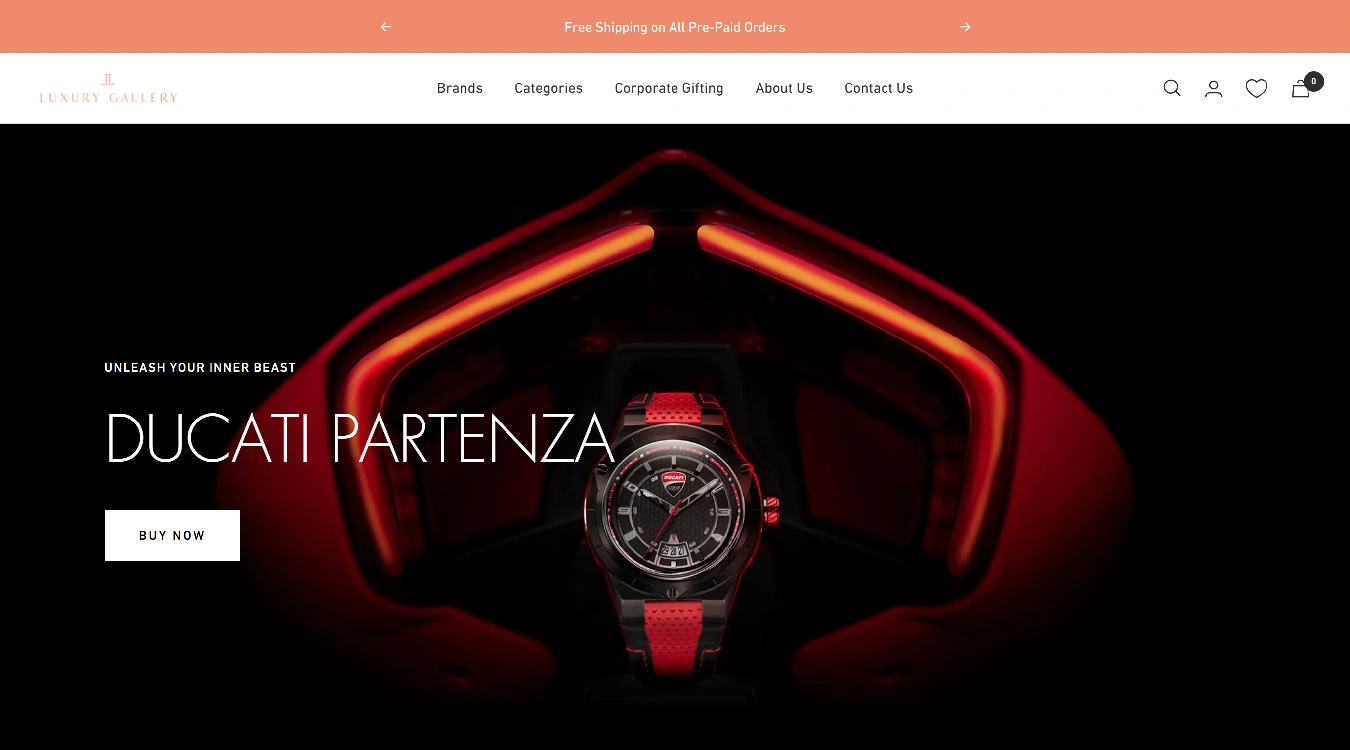 Free Shipping on All Pre-Paid Orders
LUXURY GALLERY
Brands
Categories
Corporate Gifting
About Us
Contact Us
0
UNLEASH YOUR INNER BEAST
DUCATI PARTENZA
BUY NOW
DUCATI